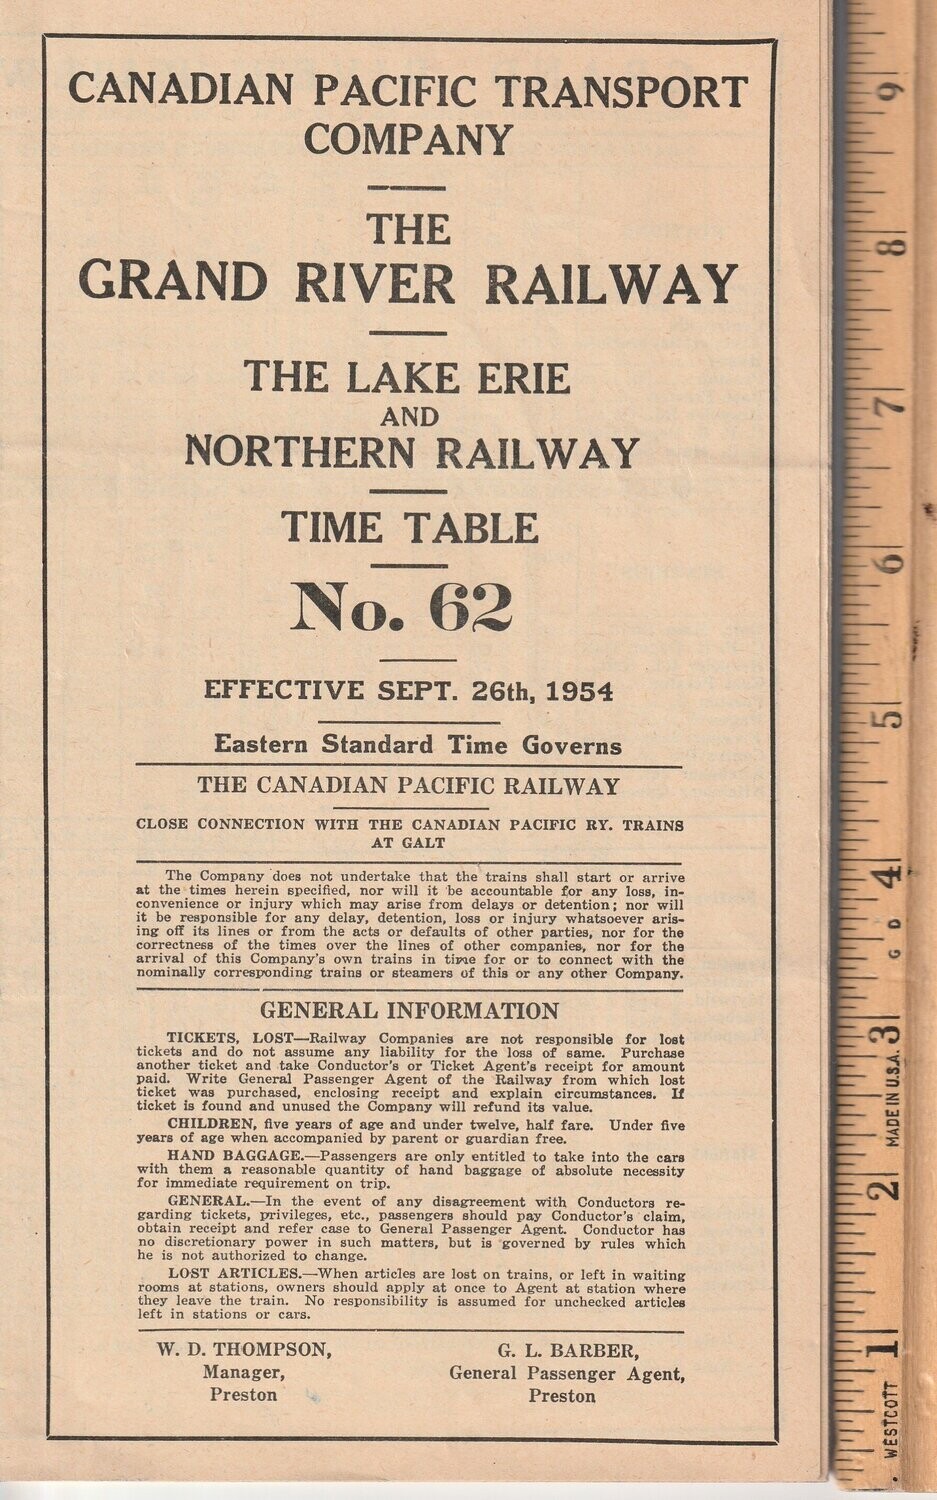 CANADIAN PACIFIC TRANSPORT
COMPANY
THE
GRAND RIVER RAILWAY
THE LAKE ERIE
AND
NORTHERN RAILWAY
TIME TABLE
No. 62
EFFECTIVE SEPT. 26th, 1954
Eastern Standard Time Governs
THE CANADIAN PACIFIC RAILWAY
CLOSE CONNECTION WITH THE CANADIAN PACIFIC RY. TRAINS
AT GALT
The Company does not undertake that the trains shall start or arrive
at the times herein specified, nor will it be accountable for any loss, in-
convenience or injury which may arise from delays or detention; nor will
it be responsible for any delay, detention, loss or injury whatsoever aris-
ing off its lines or from the acts or defaults of other parties, nor for the
correctness of the times over the lines of other companies, nor for the
arrival of this Company's own trains in time for or to connect with the
nominally corresponding trains or steamers of this or any other Company.
GENERAL INFORMATION
TICKETS, LOST—Railway Companies are not responsible for lost
tickets and do not assume any liability for the loss of same. Purchase
another ticket and take Conductor's or Ticket Agent's receipt for amount
paid. Write General Passenger Agent of the Railway from which lost
ticket was purchased, enclosing receipt and explain circumstances. If
ticket is found and unused the Company will refund its value.
CHILDREN, five years of age and under twelve, half fare. Under five
years of age when accompanied by parent or guardian free.
HAND BAGGAGE.—Passengers are only entitled to take into the cars
with them a reasonable quantity of hand baggage of absolute necessity
for immediate requirement on trip.
GENERAL.—In the event of any disagreement with Conductors re-
garding tickets, privileges, etc., passengers should pay Conductor's claim,
obtain receipt and refer case to General Passenger Agent. Conductor has
no discretionary power in such matters, but is governed by rules which
he is not authorized to change.
LOST ARTICLES.—When articles are lost on trains, or left in waiting
rooms at stations, owners should apply at once to Agent at station where
they leave the train. No responsibility is assumed for unchecked articles
left in stations or cars.
W. D. THOMPSON,
Manager,
Preston
G. L. BARBER,
General Passenger Agent,
Preston
WESTCOTT
1
2
MADE IN U.S.A.
3
G D
4
5
6
7
8
9